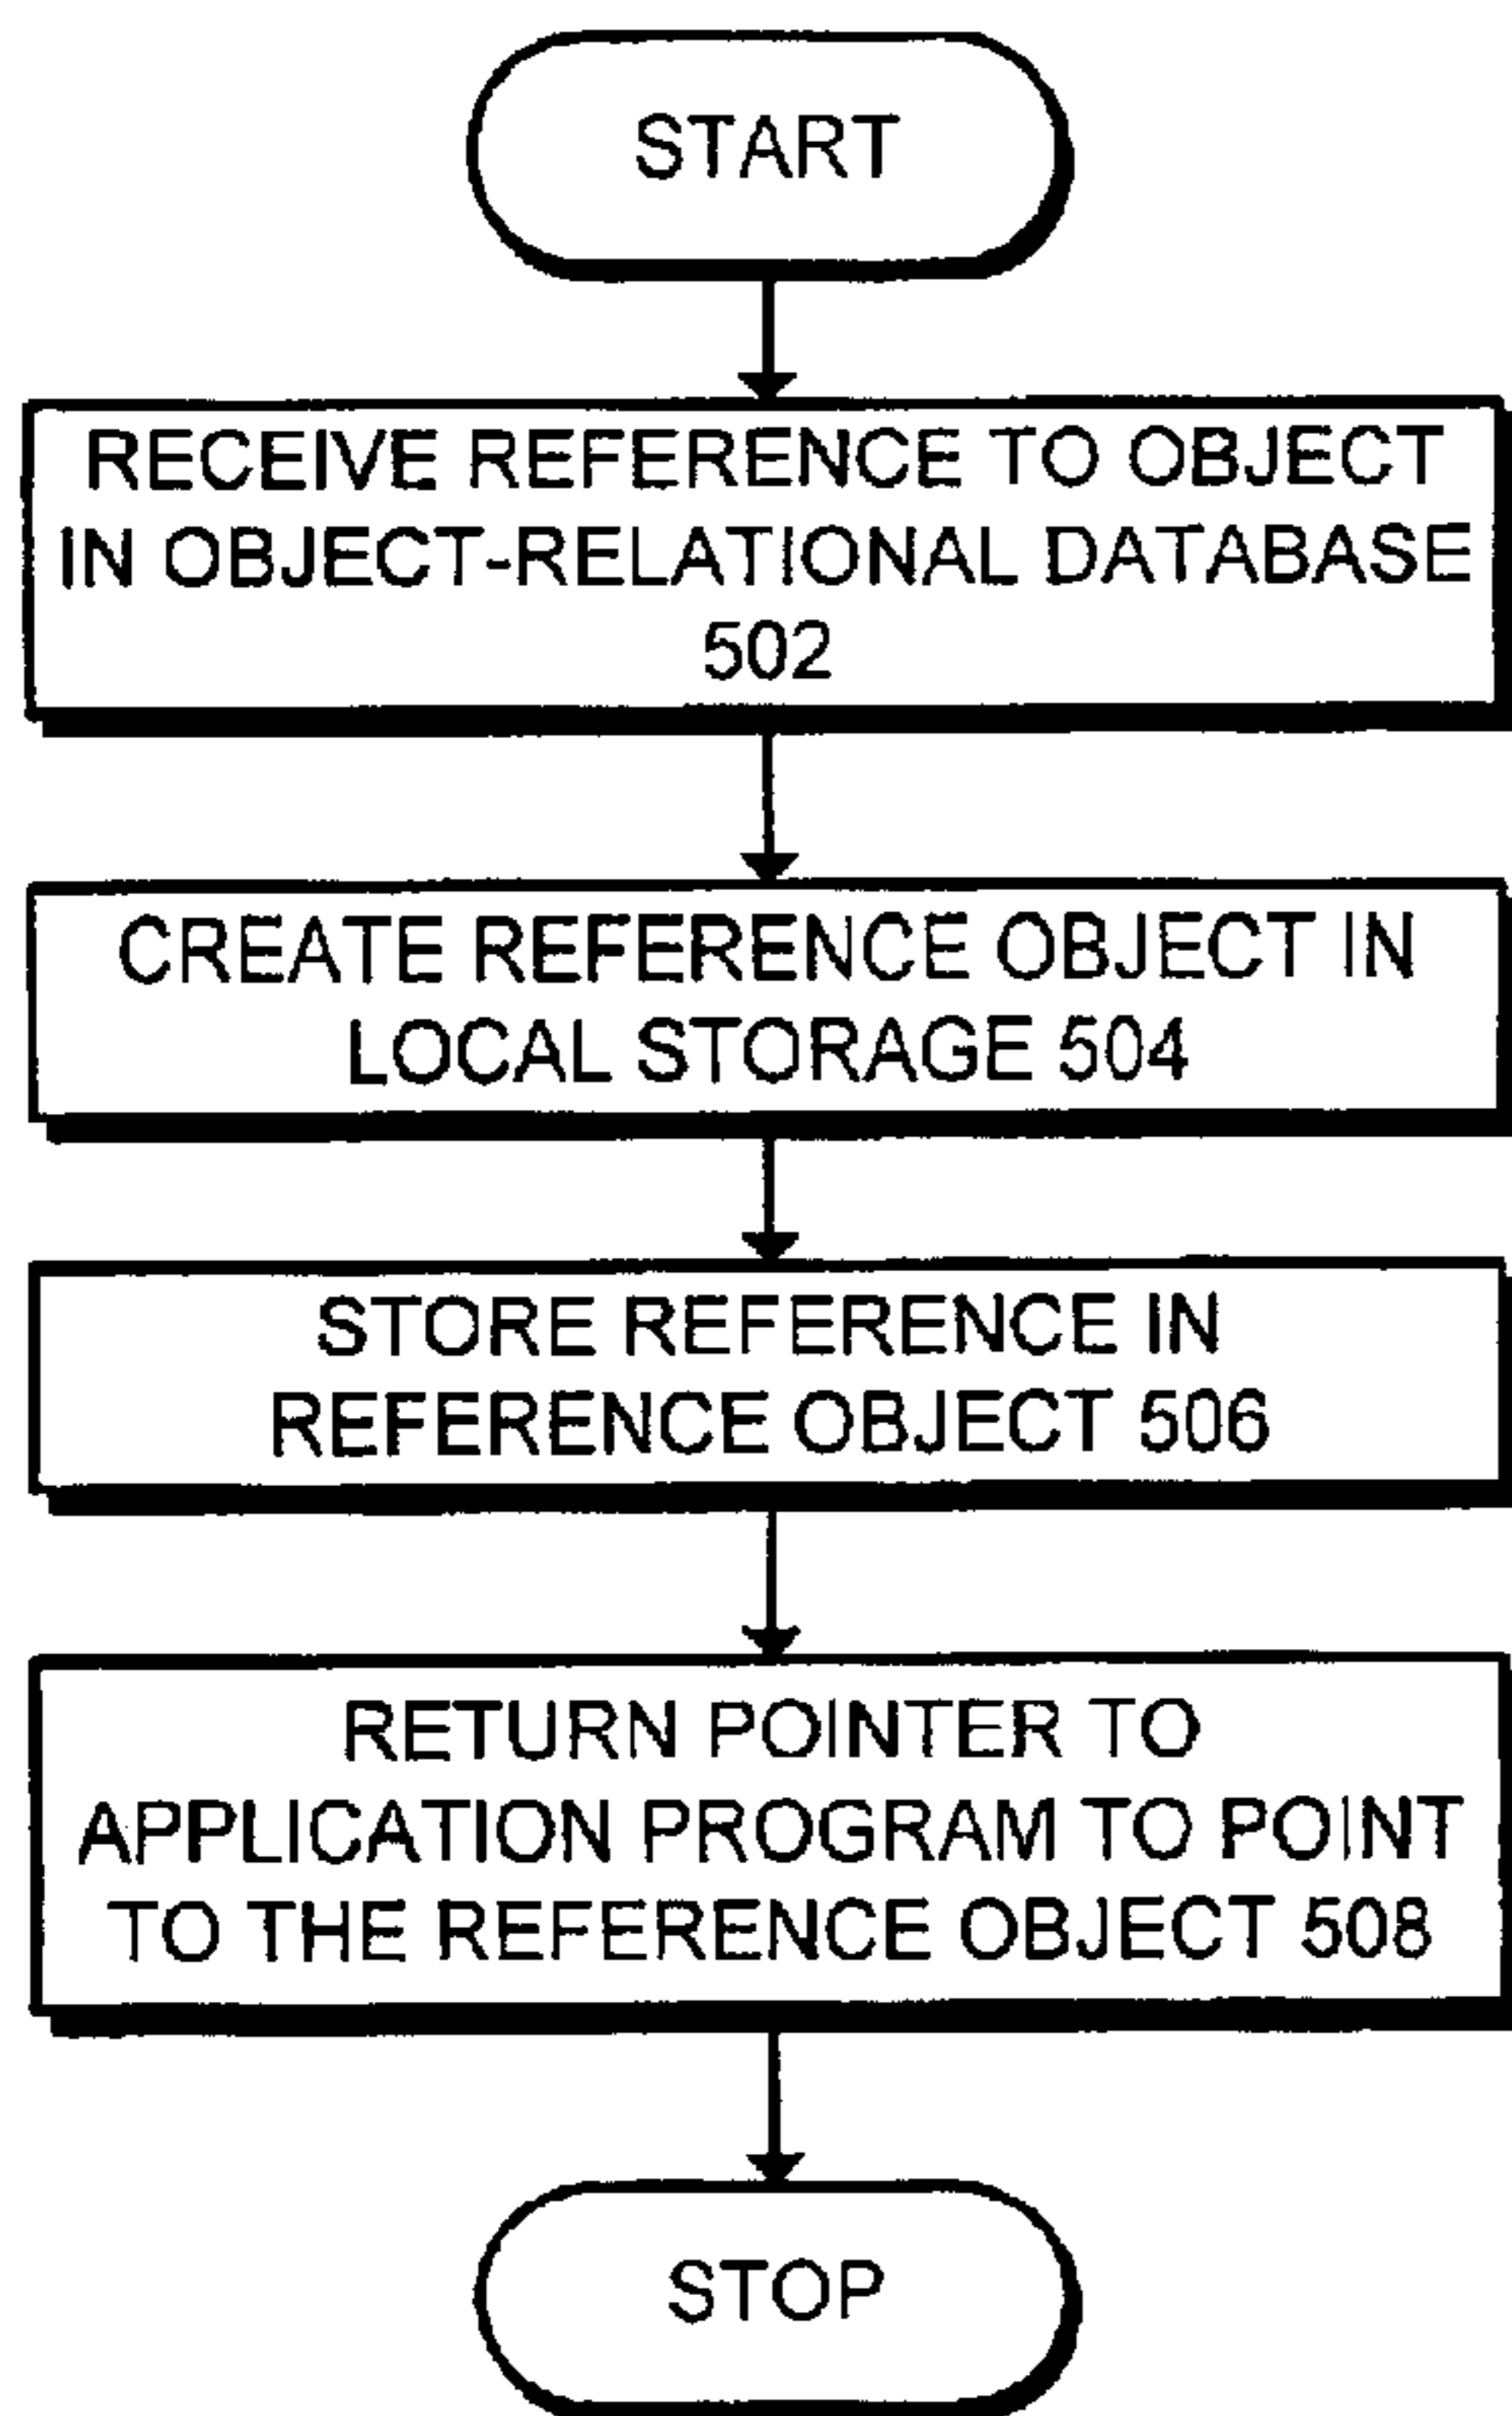 START
RECEIVE REFERENCE TO OBJECT
IN OBJECT-RELATIONAL DATABASE
502
CREATE REFERENCE OBJECT IN
LOCAL STORAGE 504
STORE REFERENCE IN
REFERENCE OBJECT 506
RETURN POINTER TO
APPLICATION PROGRAM TO POINT
TO THE REFERENCE OBJECT 508
STOP